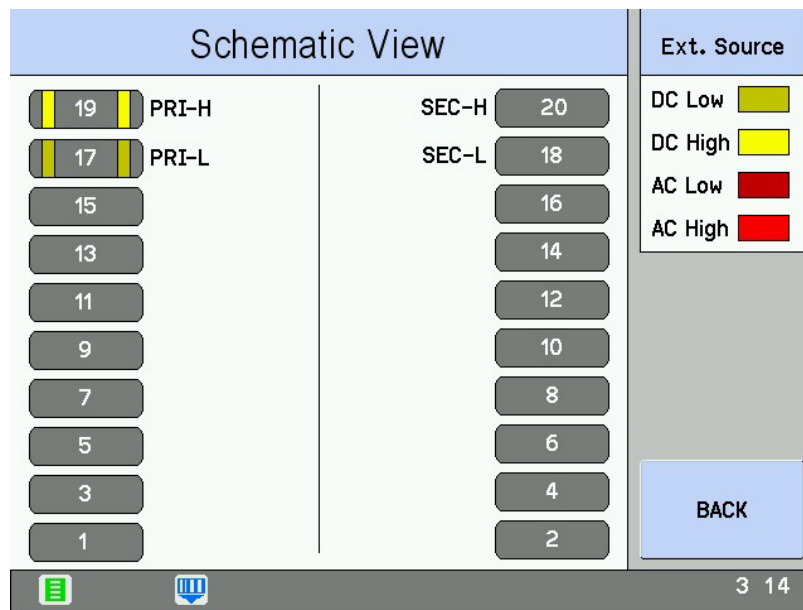 Schematic View
Ext. Source
19 PRI-H
SEC-H 20
17 PRI-L
SEC-L 18
15
16
13
14
11
12
9
10
7
8
5
6
3
4
1
2
DC Low
DC High
AC Low
AC High
BACK
3 14